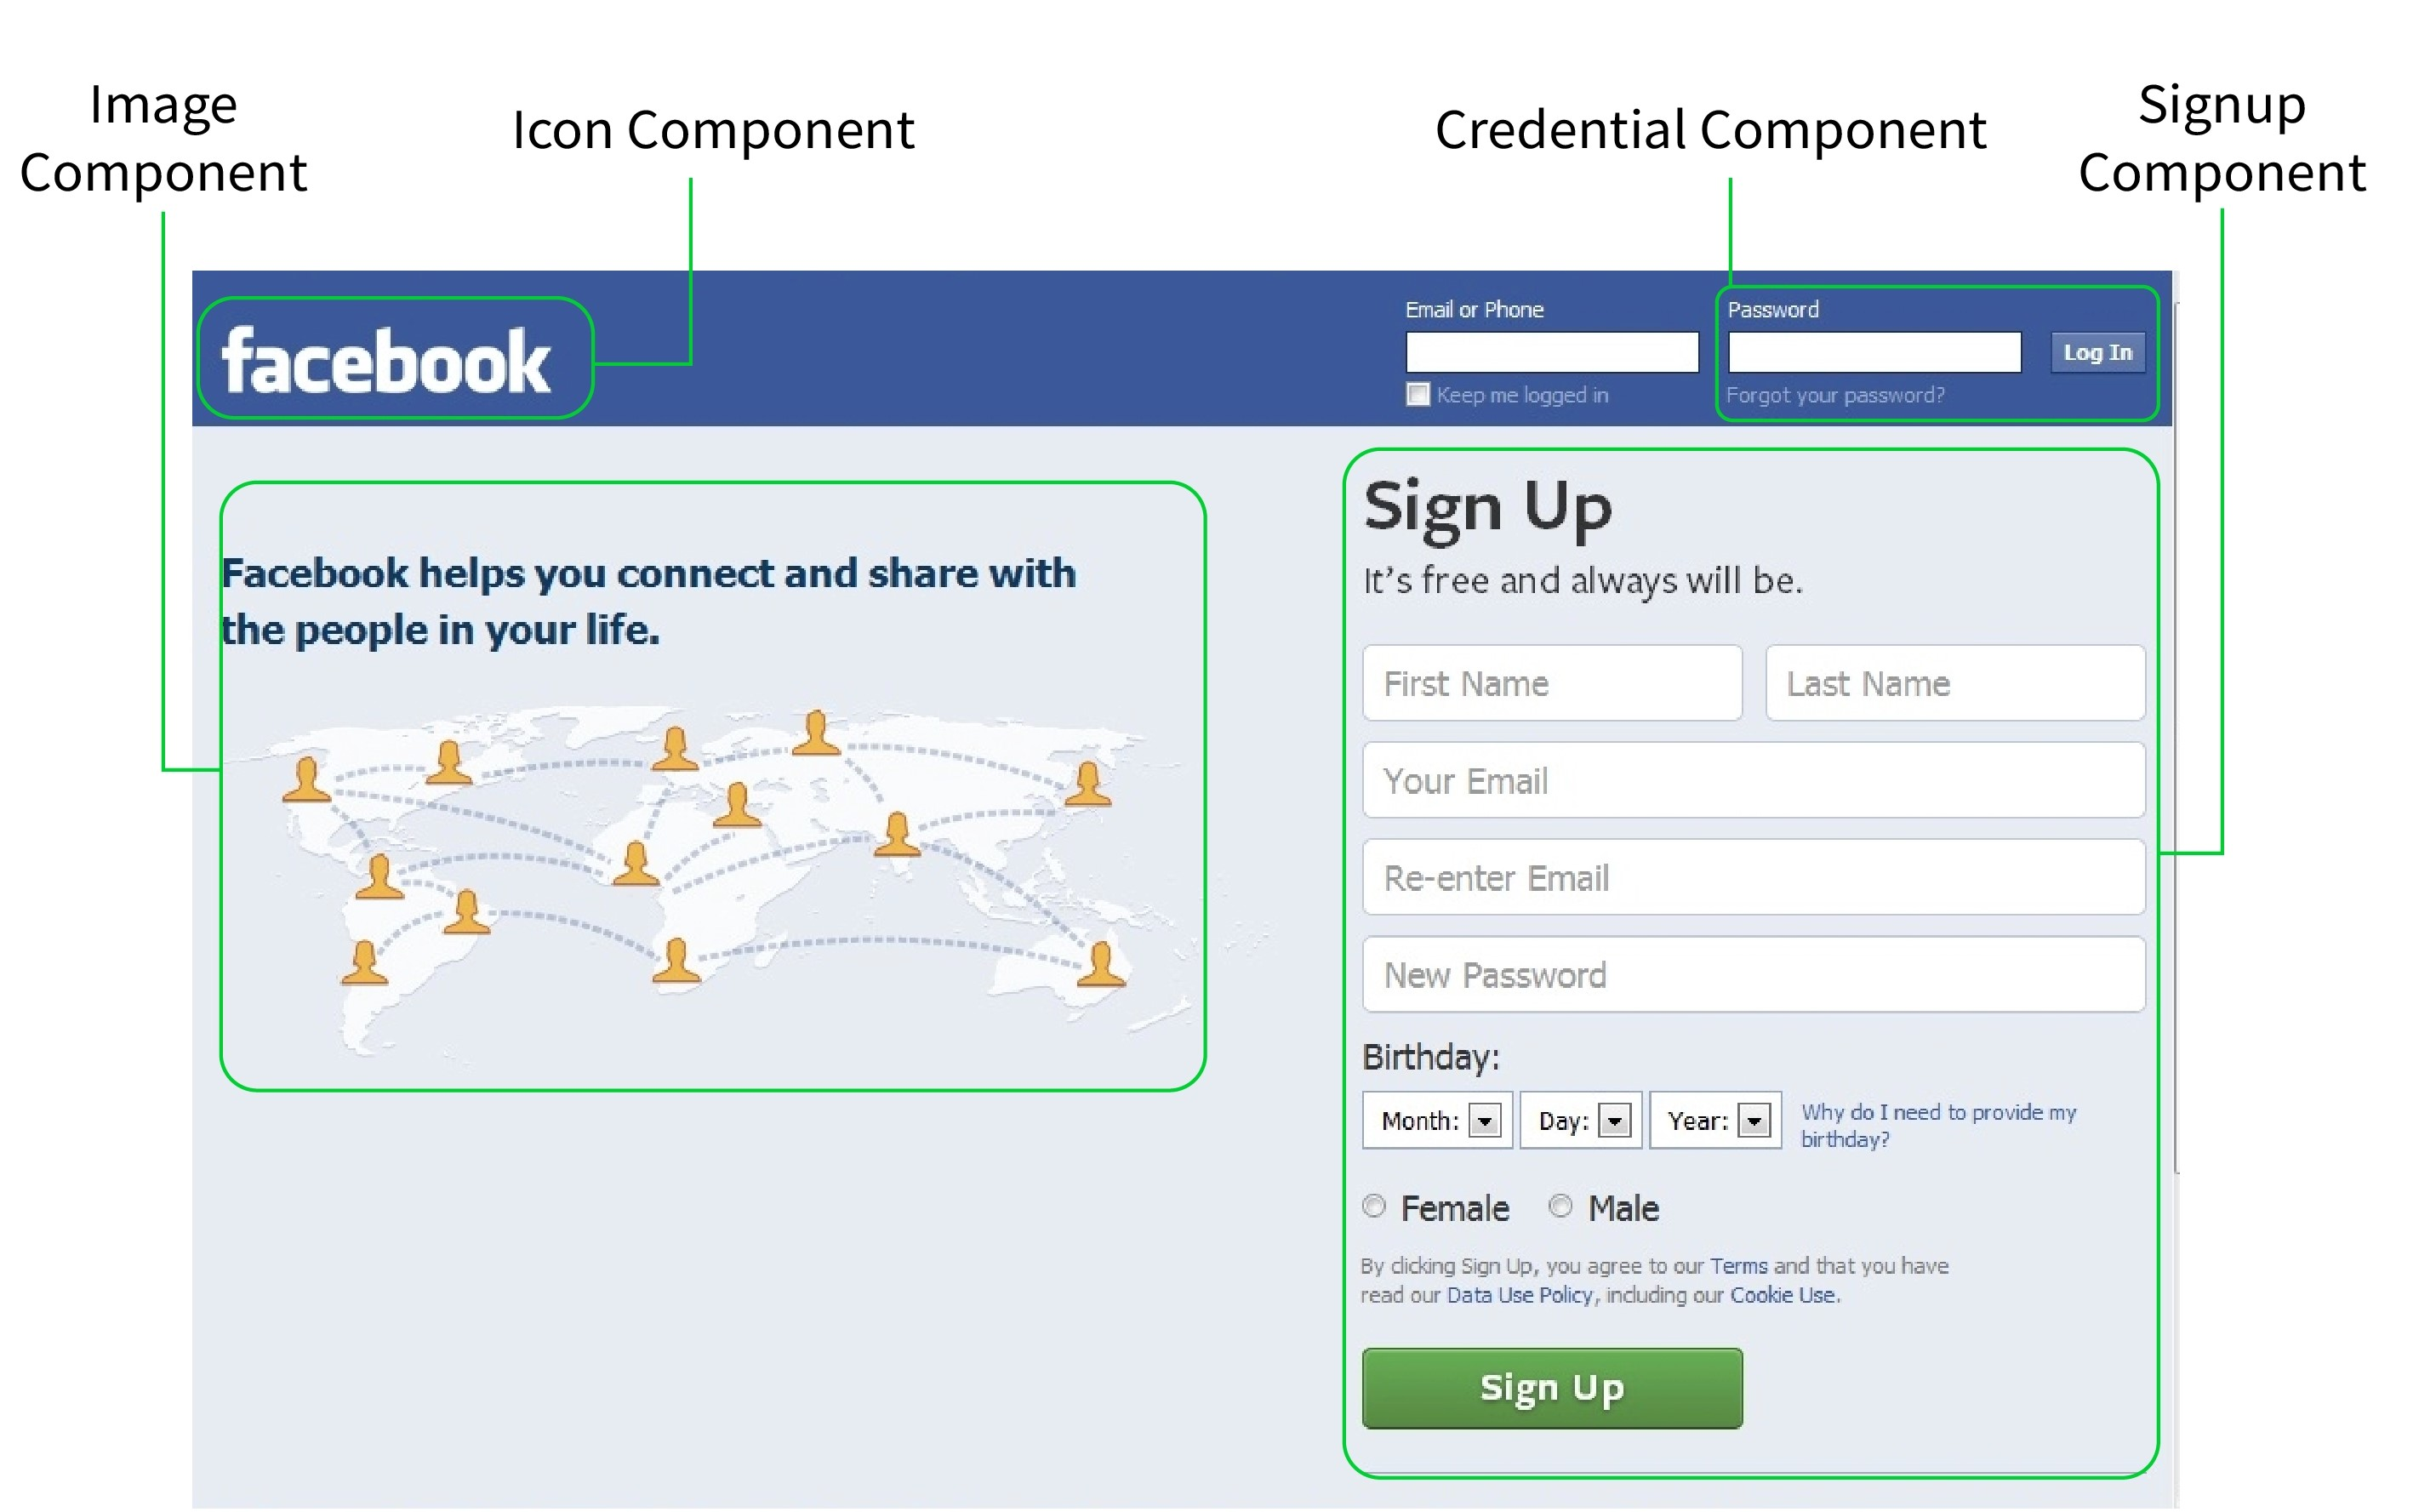 Image
Component
Icon Component
Credential Component
Signup
Component
facebook
Email or Phone
Password
Log In
Keep me logged in
Forgot your password?
Facebook helps you connect and share with
the people in your life.
Sign Up
It's free and always will be.
First Name
Last Name
Your Email
Re-enter Email
New Password
Birthday:
Month:
Day:
Year:
Why do I need to provide my
birthday?
Female
Male
By clicking Sign Up, you agree to our Terms and that you have
read our Data Use Policy, including our Cookie Use.
Sign Up